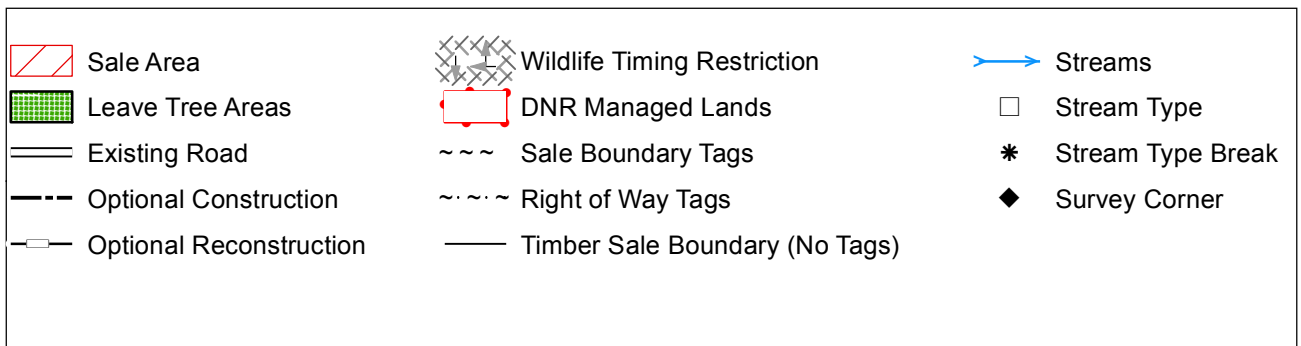 Sale Area
Leave Tree Areas
Existing Road
Optional Construction
Optional Reconstruction
Wildlife Timing Restriction
DNR Managed Lands
Sale Boundary Tags
Right of Way Tags
Timber Sale Boundary (No Tags)
Streams
Stream Type
Stream Type Break
Survey Corner